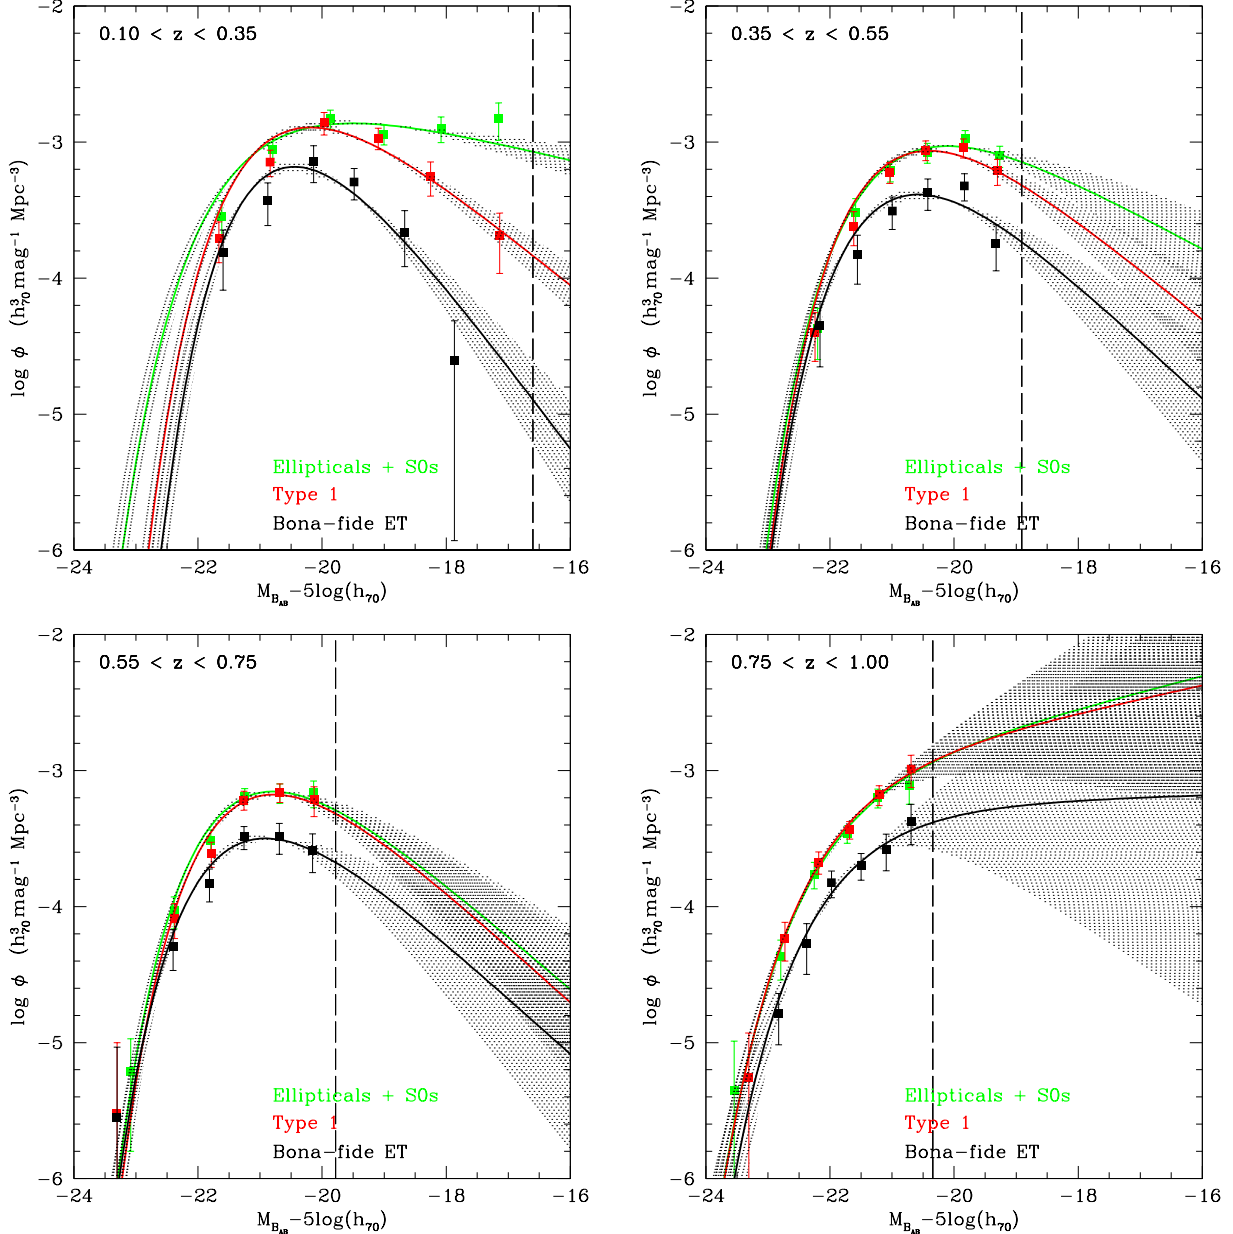 0.10 < z < 0.35
log ϕ (h₇₀³ mag⁻¹ Mpc⁻³)
−2
−3
−4
−5
−6
Ellipticals + S0s
Type 1
Bona−fide ET
−24 −22 −20 −18 −16
M_B_AB−5log(h₇₀)
0.35 < z < 0.55
log ϕ (h₇₀³ mag⁻¹ Mpc⁻³)
−2
−3
−4
−5
−6
Ellipticals + S0s
Type 1
Bona−fide ET
−24 −22 −20 −18 −16
M_B_AB−5log(h₇₀)
0.55 < z < 0.75
log ϕ (h₇₀³ mag⁻¹ Mpc⁻³)
−2
−3
−4
−5
−6
Ellipticals + S0s
Type 1
Bona−fide ET
−24 −22 −20 −18 −16
M_B_AB−5log(h₇₀)
0.75 < z < 1.00
log ϕ (h₇₀³ mag⁻¹ Mpc⁻³)
−2
−3
−4
−5
−6
Ellipticals + S0s
Type 1
Bona−fide ET
−24 −22 −20 −18 −16
M_B_AB−5log(h₇₀)